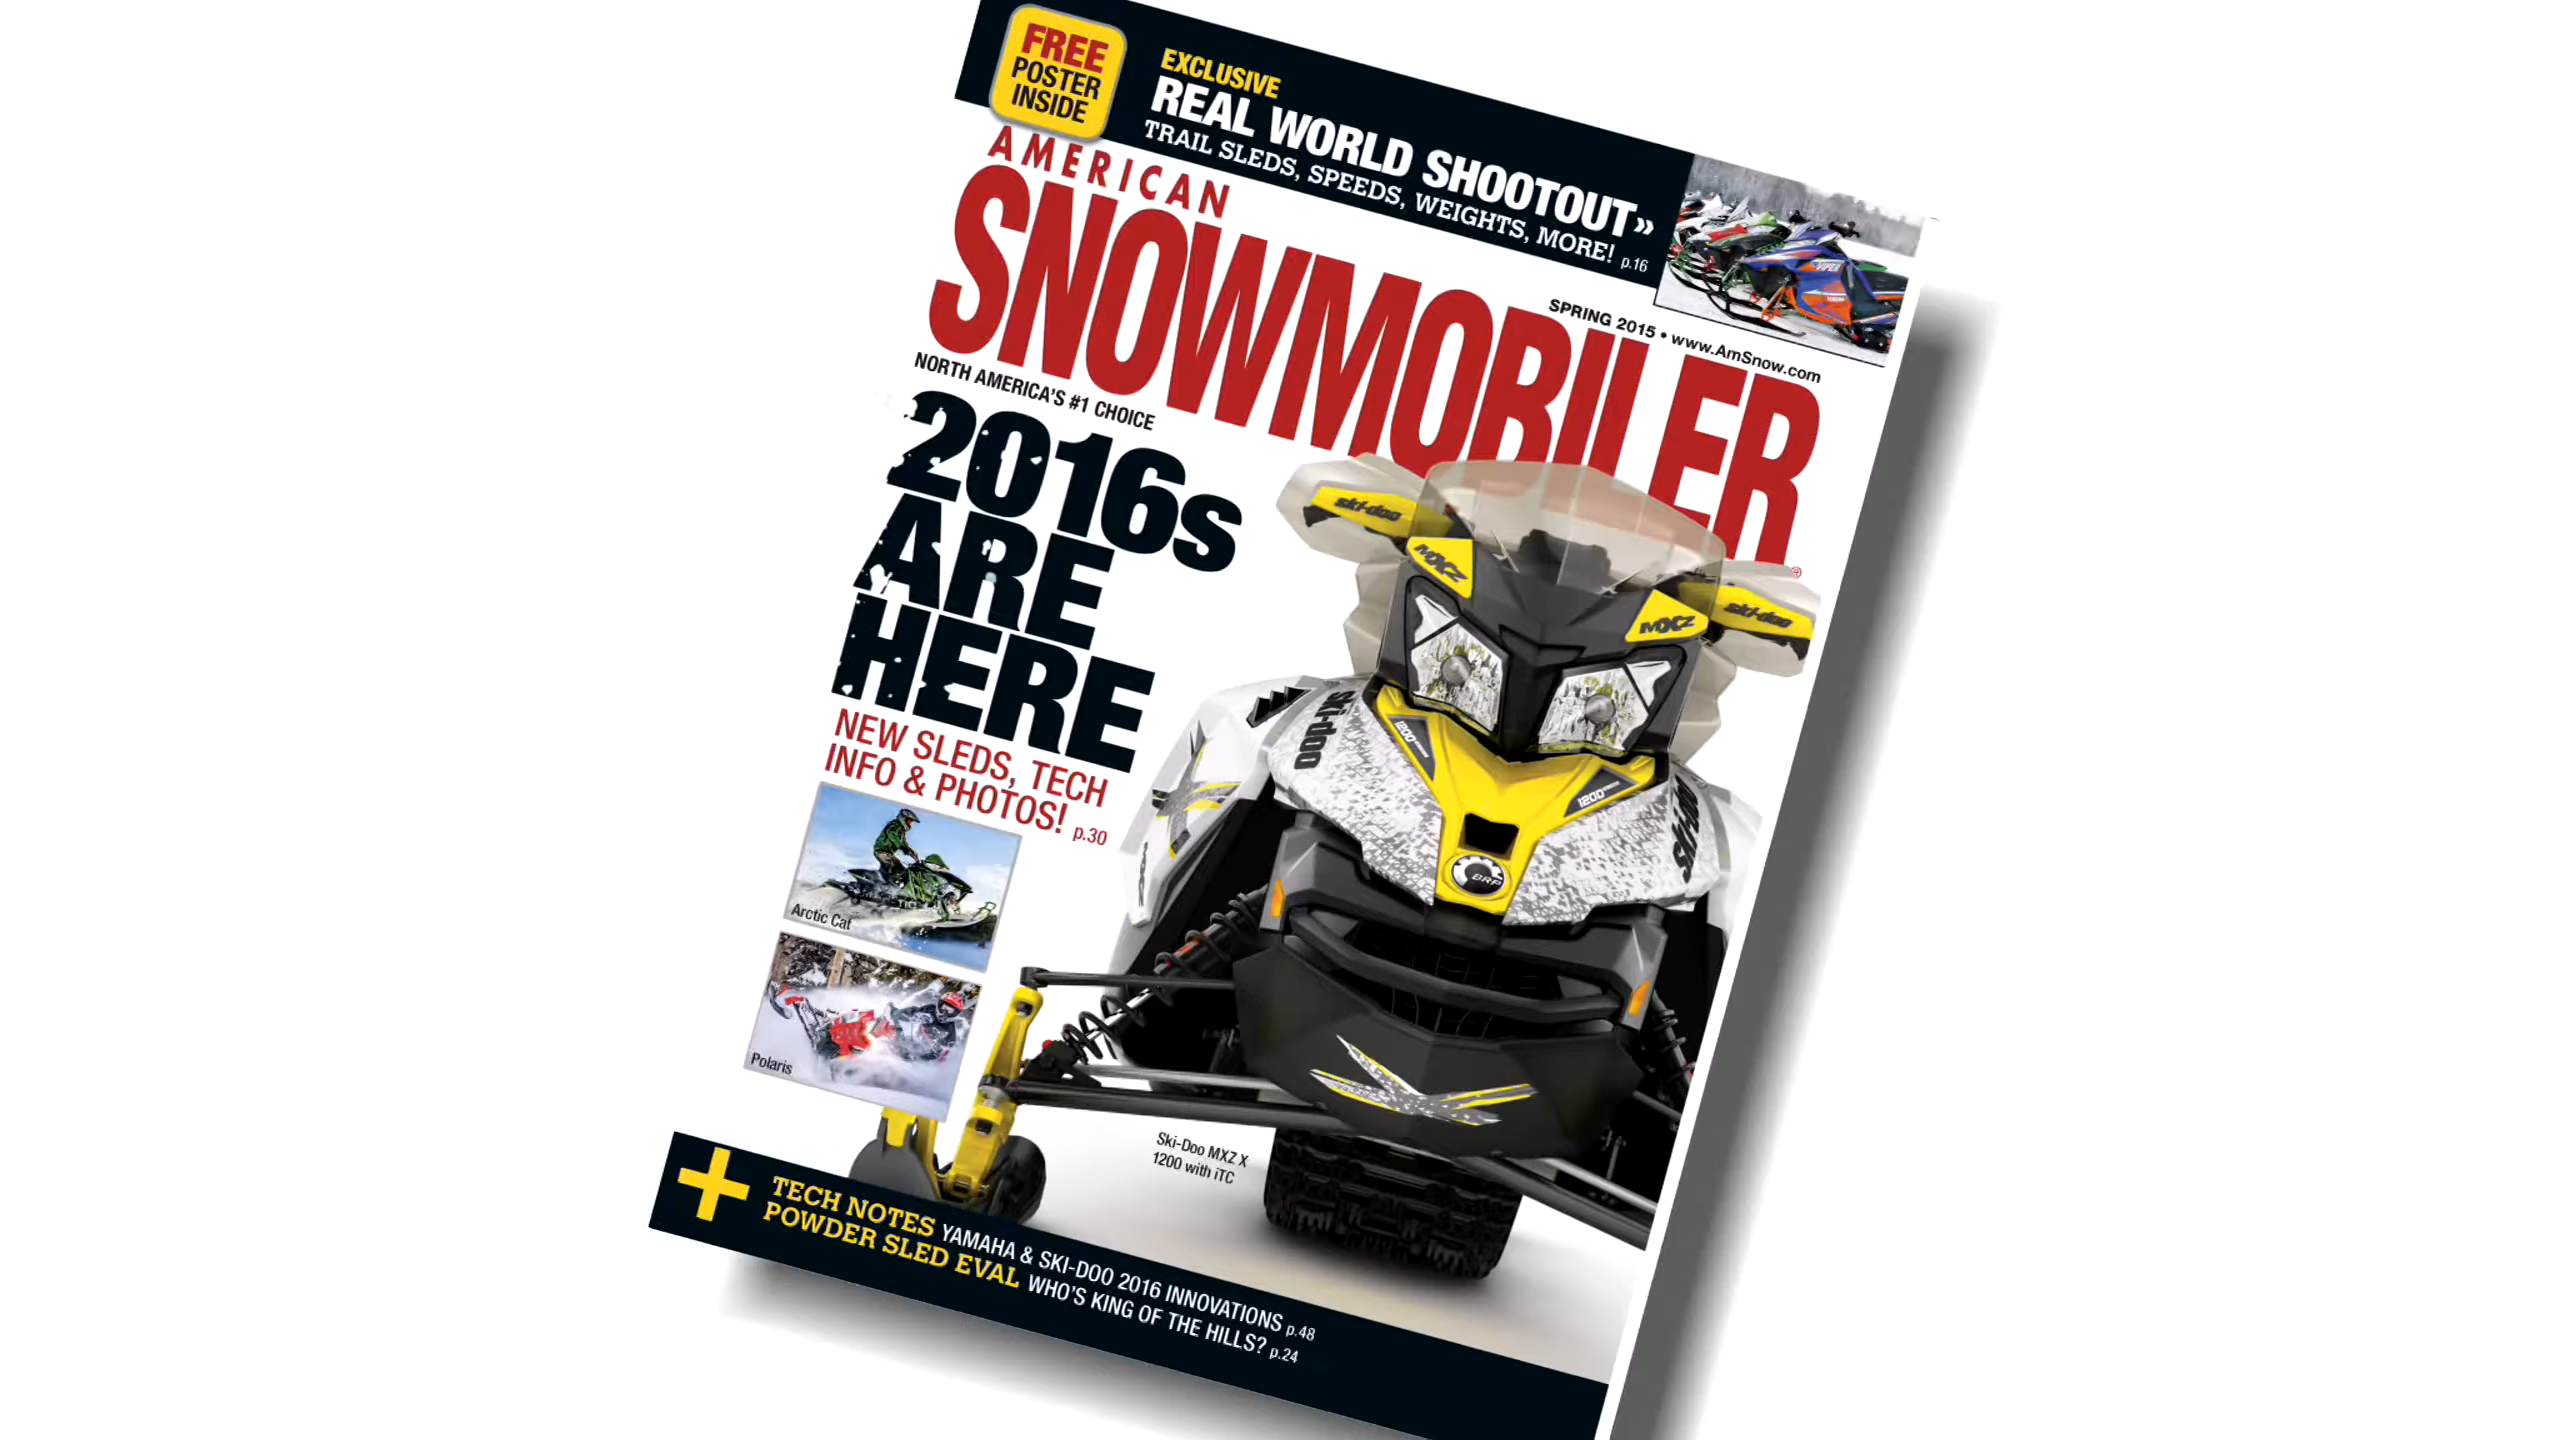 FREE
POSTER
INSIDE
EXCLUSIVE
REAL WORLD SHOOTOUT»
TRAIL SLEDS, SPEEDS, WEIGHTS, MORE! p.16
VIPER
AMERICAN
SNOWMOBILER
®
SPRING 2015 • www.AmSnow.com
NORTH AMERICA'S #1 CHOICE
2016s
ARE
HERE
NEW SLEDS, TECH
INFO & PHOTOS! p.30
Arctic Cat
Polaris
ski-doo
MXZ
MXZ
ski-doo
ski-doo
1200
1200
ski-doo
BRP
Ski-Doo MXZ X
1200 with iTC
+
TECH NOTES YAMAHA & SKI-DOO 2016 INNOVATIONS p.48
POWDER SLED EVAL WHO'S KING OF THE HILLS? p.24